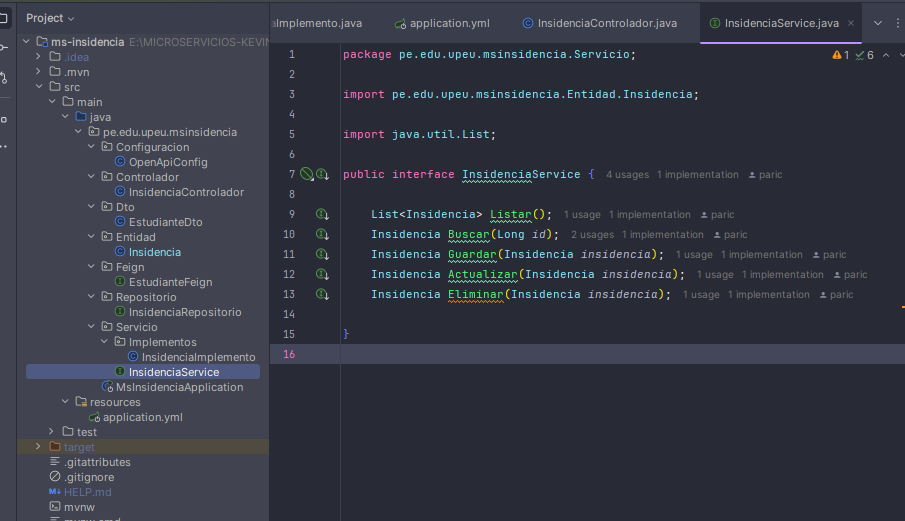 Project
ms-insidencia E:\MICROSERVICIOS-KEVIN
.idea
.mvn
src
main
java
pe.edu.upeu.msinsidencia
Configuracion
OpenApiConfig
Controlador
InsidenciaControlador
Dto
EstudianteDto
Entidad
Insidencia
Feign
EstudianteFeign
Repositorio
InsidenciaRepositorio
Servicio
Implementos
InsidenciaImplemento
InsidenciaService
MsInsidenciaApplication
resources
application.yml
test
target
.gitattributes
.gitignore
HELP.md
mvnw
mvnw.cmd
aImplemento.java application.yml InsidenciaControlador.java InsidenciaService.java
1 package pe.edu.upeu.msinsidencia.Servicio; 1 6
2
3 import pe.edu.upeu.msinsidencia.Entidad.Insidencia;
4
5 import java.util.List;
6
7 public interface InsidenciaService { 4 usages 1 implementation paric
8
9 List<Insidencia> Listar(); 1 usage 1 implementation paric
10 Insidencia Buscar(Long id); 2 usages 1 implementation paric
11 Insidencia Guardar(Insidencia insidencia); 1 usage 1 implementation paric
12 Insidencia Actualizar(Insidencia insidencia); 1 usage 1 implementation paric
13 Insidencia Eliminar(Insidencia insidencia); 1 usage 1 implementation paric
14
15 }
16